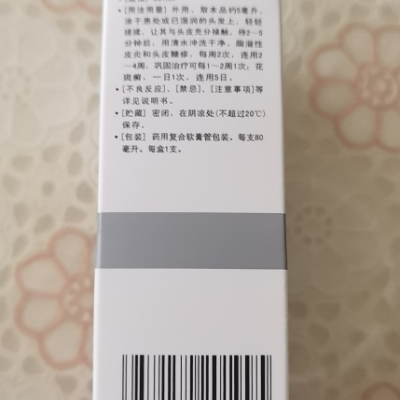 • [用法用量] 外用，取本品约5毫升，
涂于患处或已湿润的头发上，轻轻
揉搓，让其与头皮充分接触，待2~5
分钟后，用清水冲洗干净，脂溢性
皮炎和头皮糠疹，每周2次，连用2
~4周，巩固治疗可每1~2周1次；花
斑癣，一日1次，连用5日。
• [不良反应]、[禁忌]、[注意事项]等
详见说明书。
• [贮藏] 密闭，在阴凉处(不超过20℃)
保存。
• [包装] 药用复合软膏管包装。每支80
毫升。每盒1支。